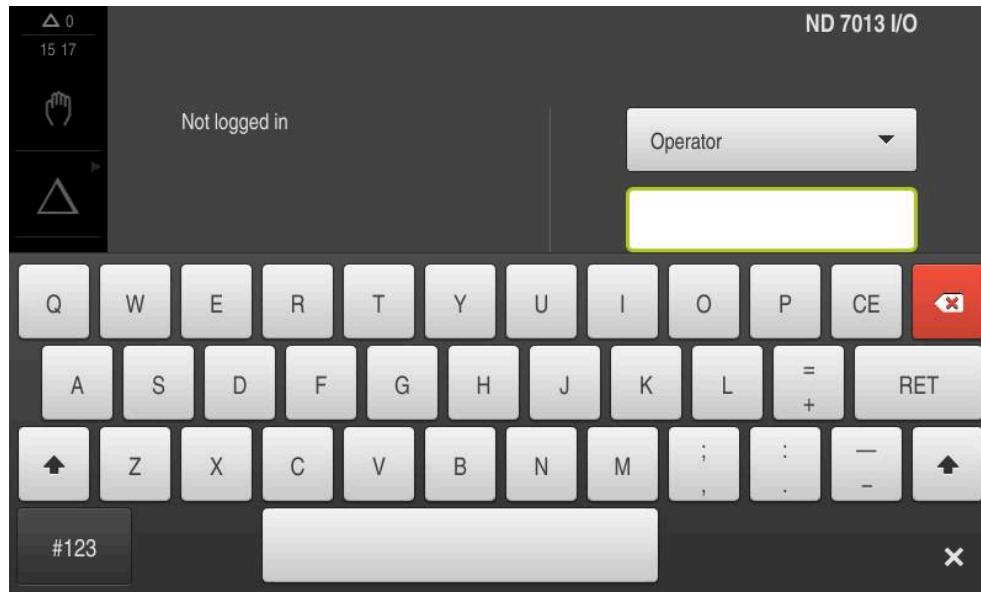 △ 0
ND 7013 I/O
15 17
Not logged in
Operator
Q W E R T Y U I O P CE
A S D F G H J K L = + RET
Z X C V B N M ; , : . — –
#123